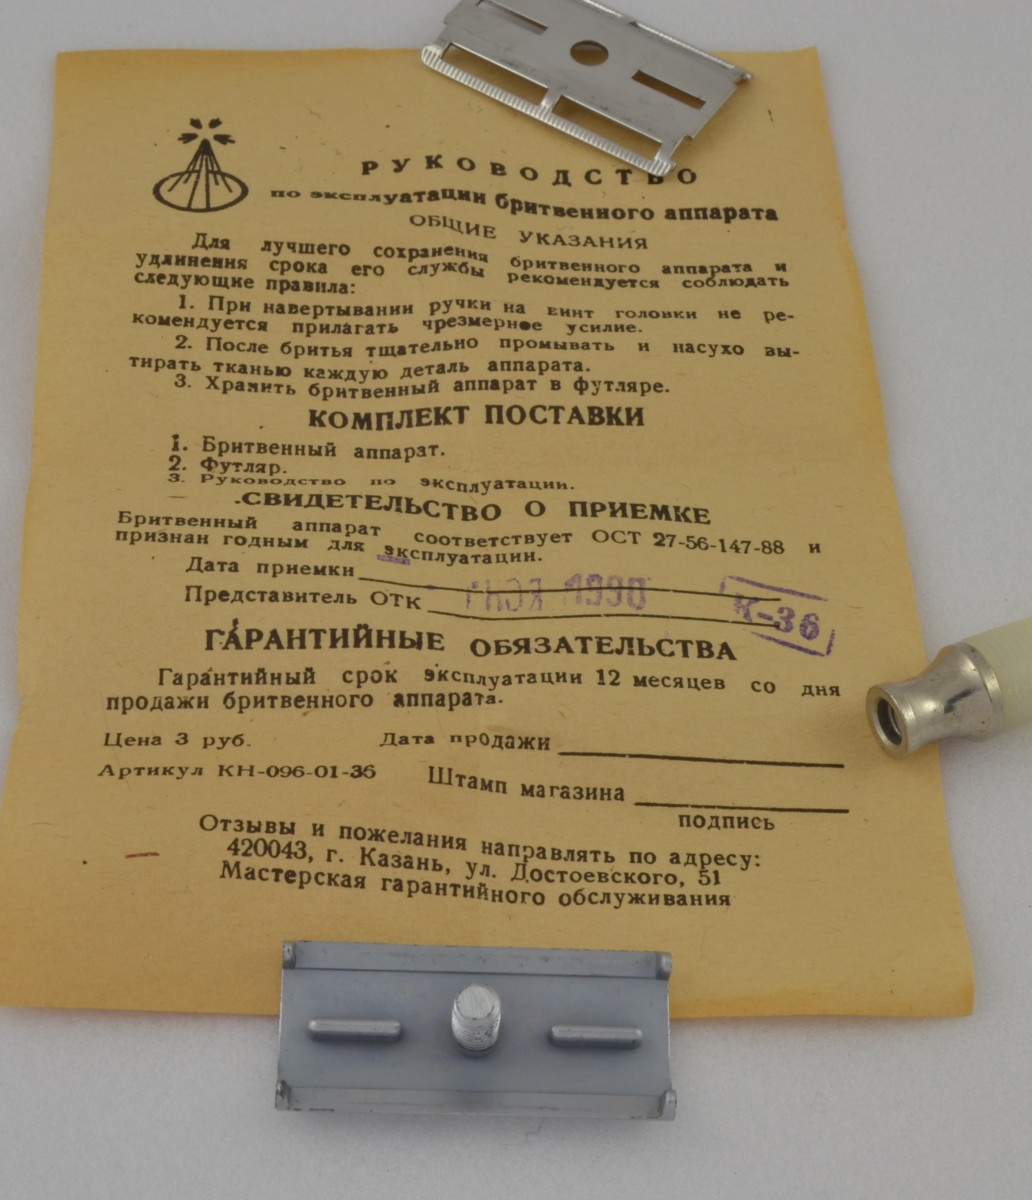 РУКОВОДСТВО
по эксплуатации бритвенного аппарата
ОБЩИЕ УКАЗАНИЯ
Для лучшего сохранения бритвенного аппарата и
удлинения срока его службы рекомендуется соблюдать
следующие правила:
1. При навертывании ручки на винт головки не ре-
комендуется прилагать чрезмерное усилие.
2. После бритья тщательно промывать и насухо вы-
тирать тканью каждую деталь аппарата.
3. Хранить бритвенный аппарат в футляре.
КОМПЛЕКТ ПОСТАВКИ
1. Бритвенный аппарат.
2. Футляр.
3. Руководство по эксплуатации.
СВИДЕТЕЛЬСТВО О ПРИЕМКЕ
Бритвенный аппарат соответствует ОСТ 27-56-147-88 и
признан годным для эксплуатации.
Дата приемки
Представитель ОТК 1990 К-36
ГАРАНТИЙНЫЕ ОБЯЗАТЕЛЬСТВА
Гарантийный срок эксплуатации 12 месяцев со дня
продажи бритвенного аппарата.
Цена 3 руб. Дата продажи
Артикул КН-096-01-36 Штамп магазина
подпись
Отзывы и пожелания направлять по адресу:
420043, г. Казань, ул. Достоевского, 51
Мастерская гарантийного обслуживания